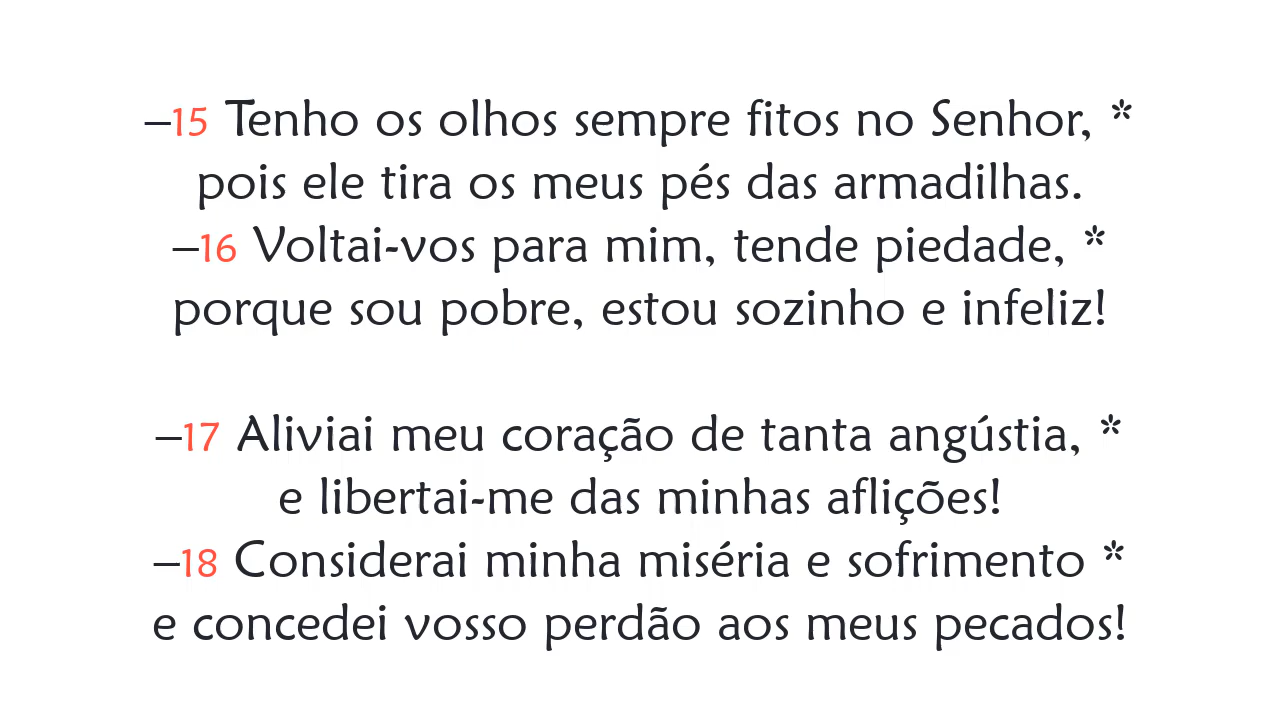 –15 Tenho os olhos sempre fitos no Senhor, *
pois ele tira os meus pés das armadilhas.
–16 Voltai-vos para mim, tende piedade, *
porque sou pobre, estou sozinho e infeliz!
–17 Aliviai meu coração de tanta angústia, *
e libertai-me das minhas aflições!
–18 Considerai minha miséria e sofrimento *
e concedei vosso perdão aos meus pecados!